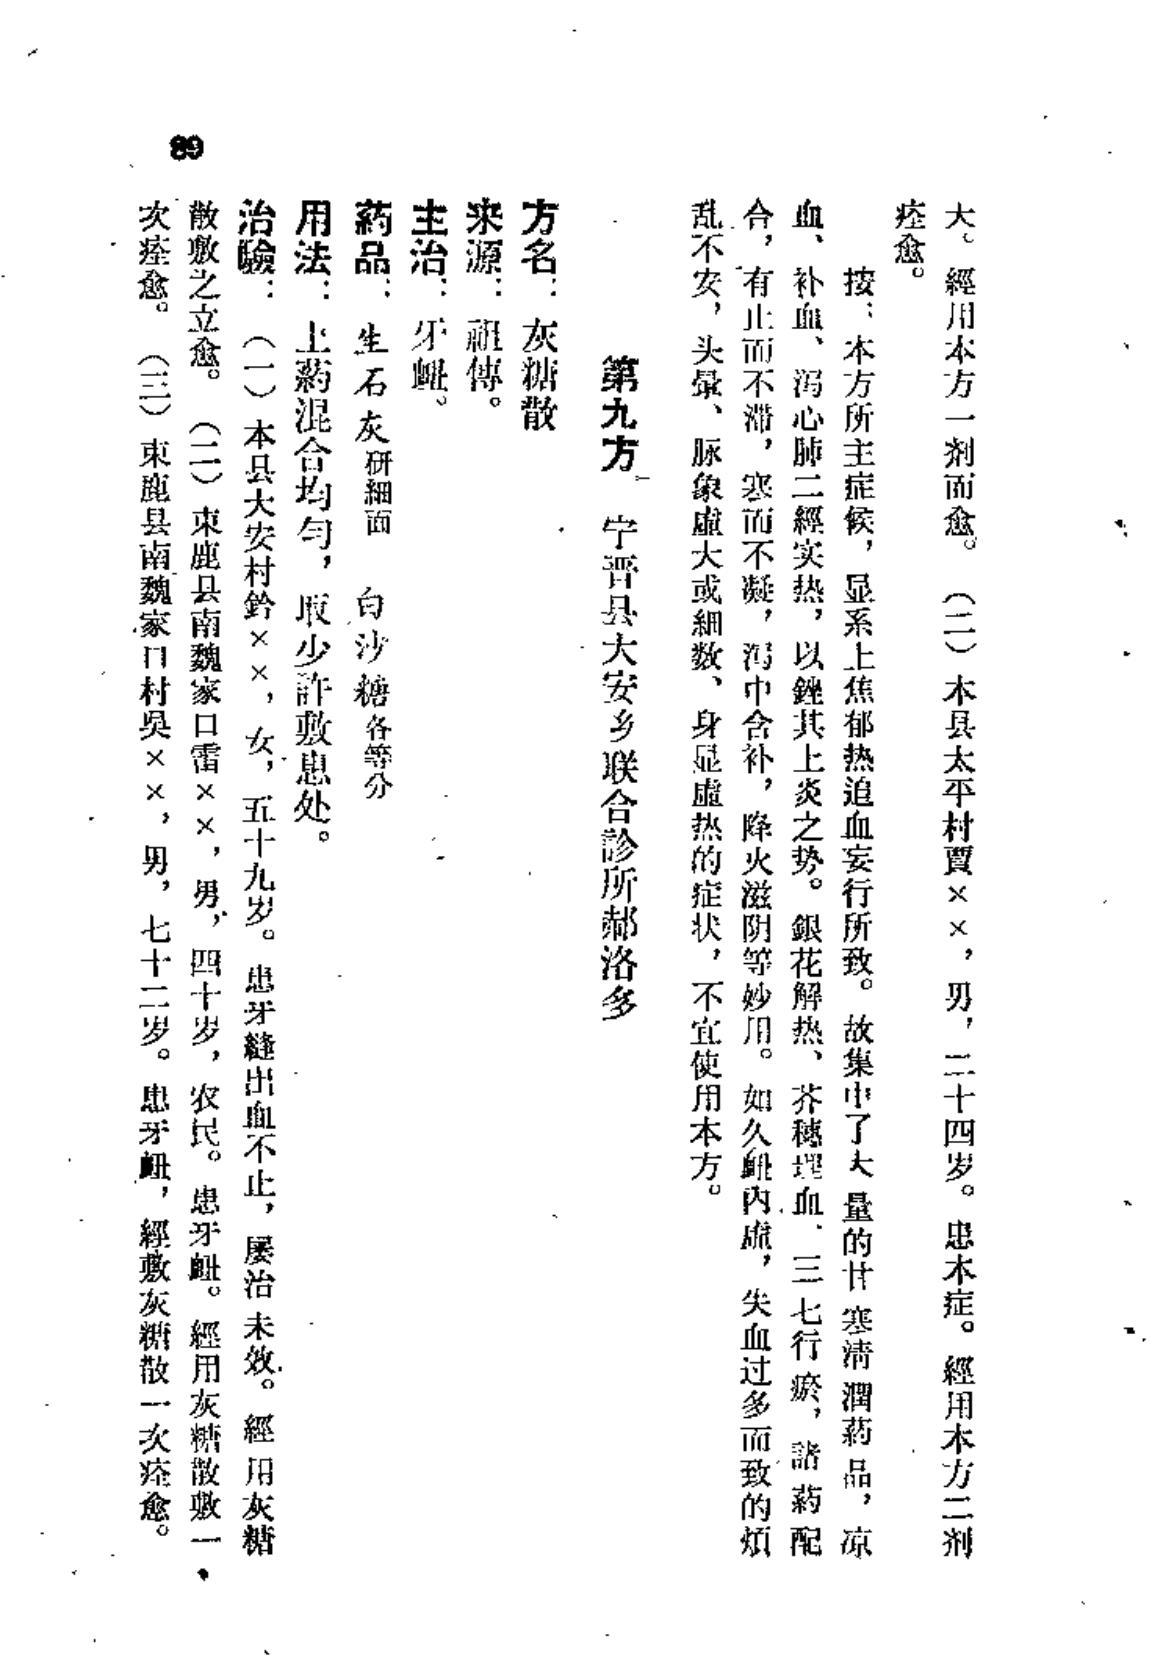 大。經用本方一剂而愈。（二）本县太平村賈××，男，二十四岁。患本症。經用本方二剂
痊愈。
按：本方所主症候，显系上焦郁热追血妄行所致。故集中了大量的甘寒清潤药品，凉
血、补血、泻心肺二經实热，以銼其上炎之势。銀花解热、芥穗理血、三七行瘀，諸药配
合，有止而不滞，寒而不凝，泻中含补，降火滋阴等妙用。如久衄内虛，失血过多而致的煩
乱不安，头暈、脉象虛大或細数、身显虛热的症状，不宜使用本方。
第九方 宁晋县大安乡联合診所郝洛多
方名：灰糖散
来源：祖傳。
主治：牙衄。
药品：生石灰研細面 白沙糖各等分
用法：上药混合均匀，取少許敷患处。
治驗：（一）本县大安村鈴××，女，五十九岁。患牙縫出血不止，屡治未效。經用灰糖
散敷之立愈。（二）束鹿县南魏家口雷××，男，四十岁，农民。患牙衄。經用灰糖散敷一
次痊愈。（三）束鹿县南魏家口村吳××，男，七十二岁。患牙衄，經敷灰糖散一次痊愈。
89